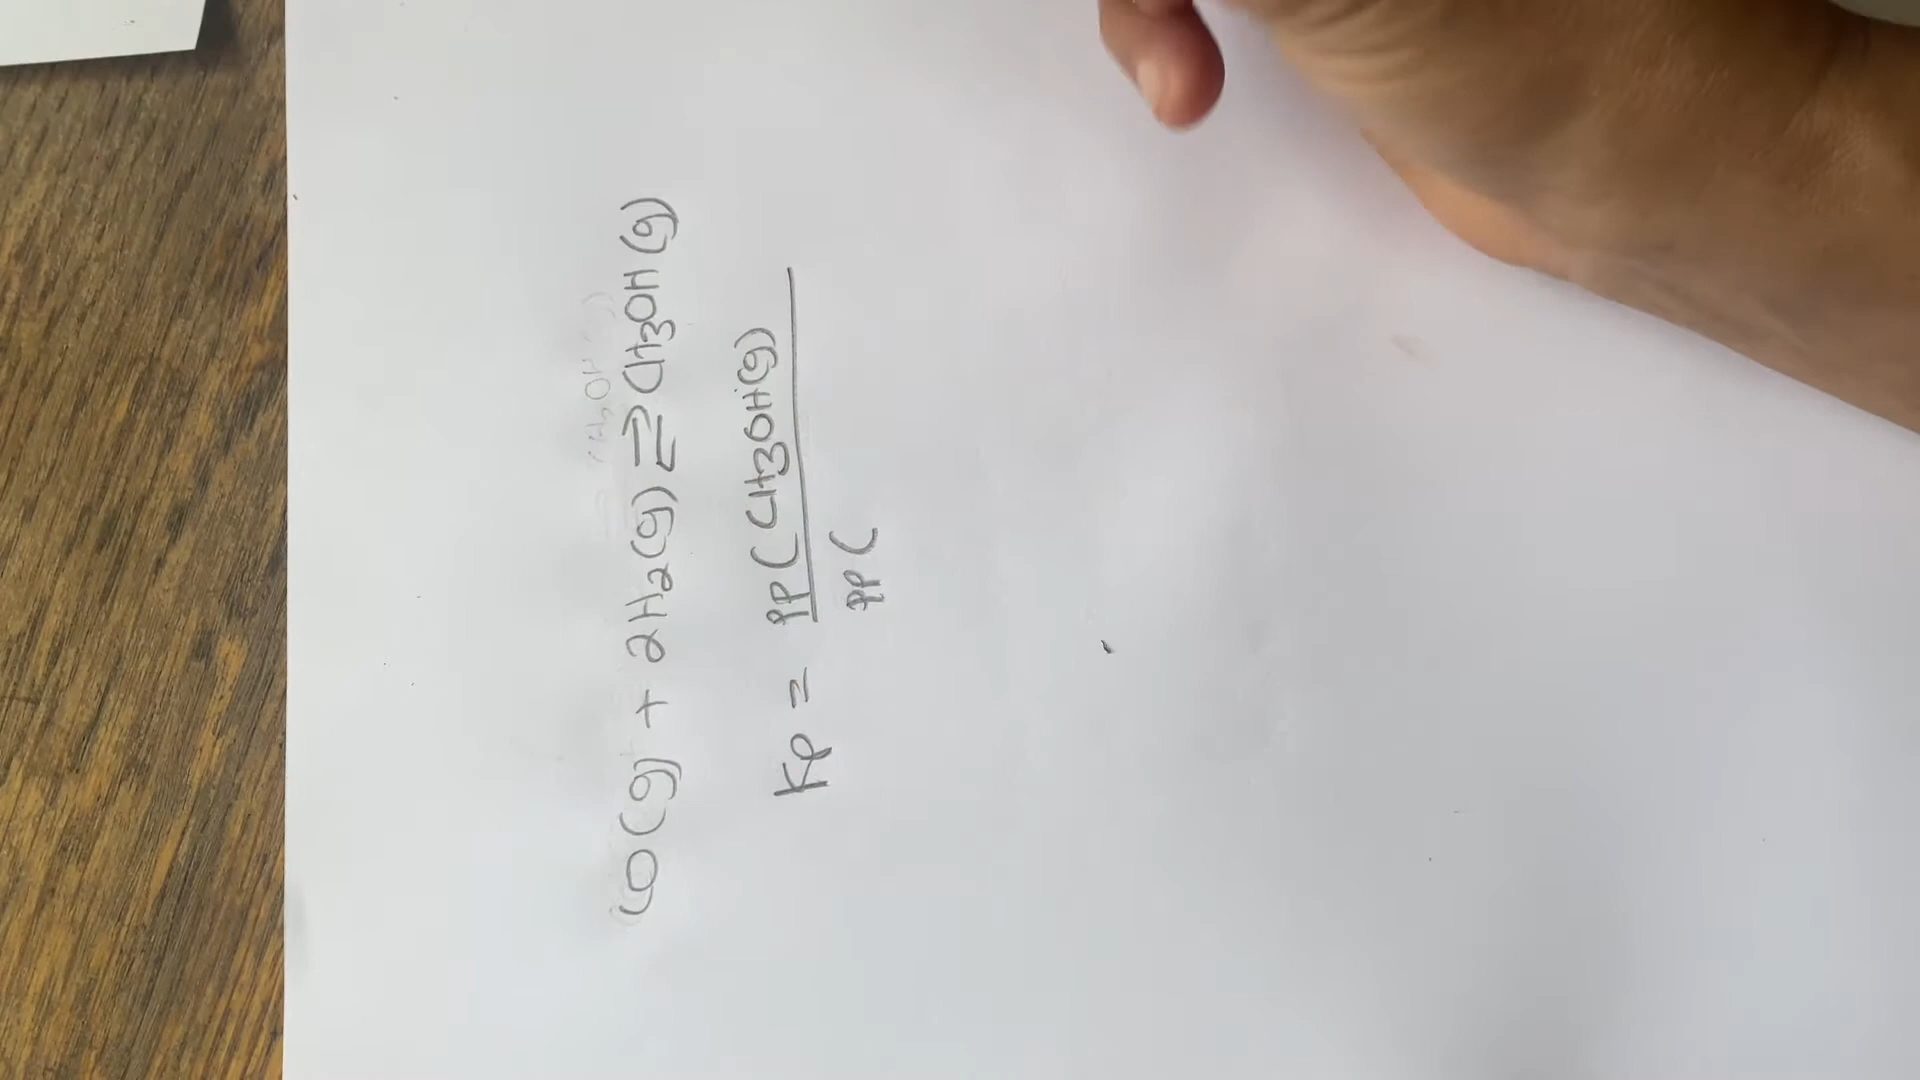 CO(g) + 2H₂(g) ⇌ CH3OH(g)
Kp = pp(CH3OH(g)
pp(